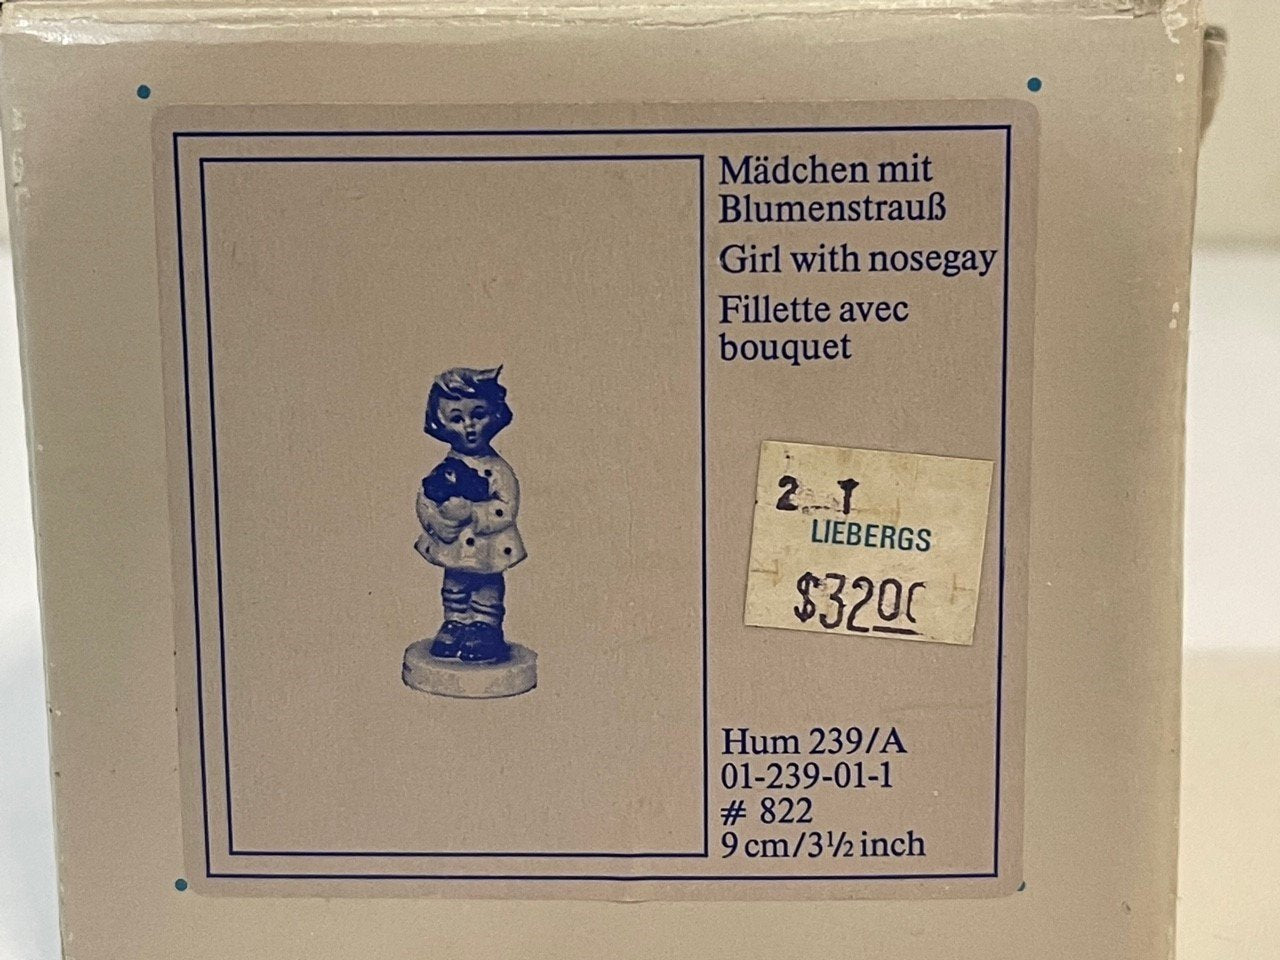 Mädchen mit
Blumenstrauß
Girl with nosegay
Fillette avec
bouquet
2 T
LIEBERGS
$3200
Hum 239/A
01-239-01-1
# 822
9 cm/3½ inch